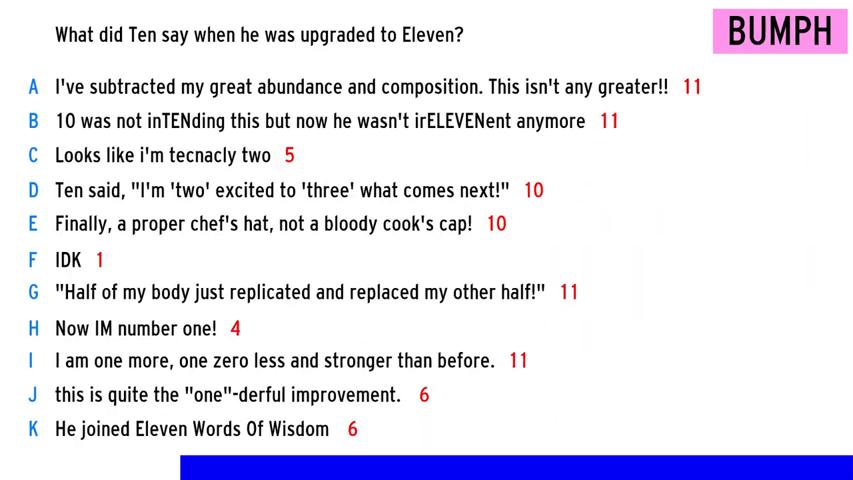 What did Ten say when he was upgraded to Eleven?
BUMPH
A I've subtracted my great abundance and composition. This isn't any greater!! 11
B 10 was not inTENding this but now he wasn't irELEVENent anymore 11
C Looks like i'm tecnacly two 5
D Ten said, "I'm 'two' excited to 'three' what comes next!" 10
E Finally, a proper chef's hat, not a bloody cook's cap! 10
F IDK 1
G "Half of my body just replicated and replaced my other half!" 11
H Now IM number one! 4
I I am one more, one zero less and stronger than before. 11
J this is quite the "one"-derful improvement. 6
K He joined Eleven Words Of Wisdom 6